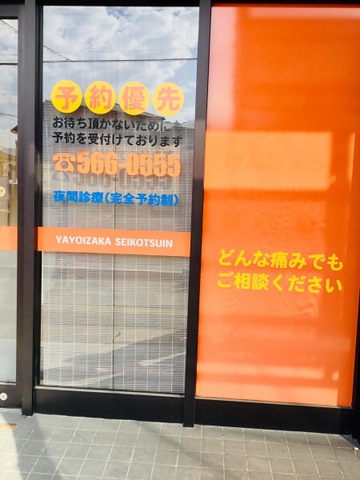 予約優先
お待ち頂かないために
予約を受付けております
☎566-0555
夜間診療(完全予約制)
YAYOIZAKA SEIKOTSUIN
どんな痛みでも
ご相談ください